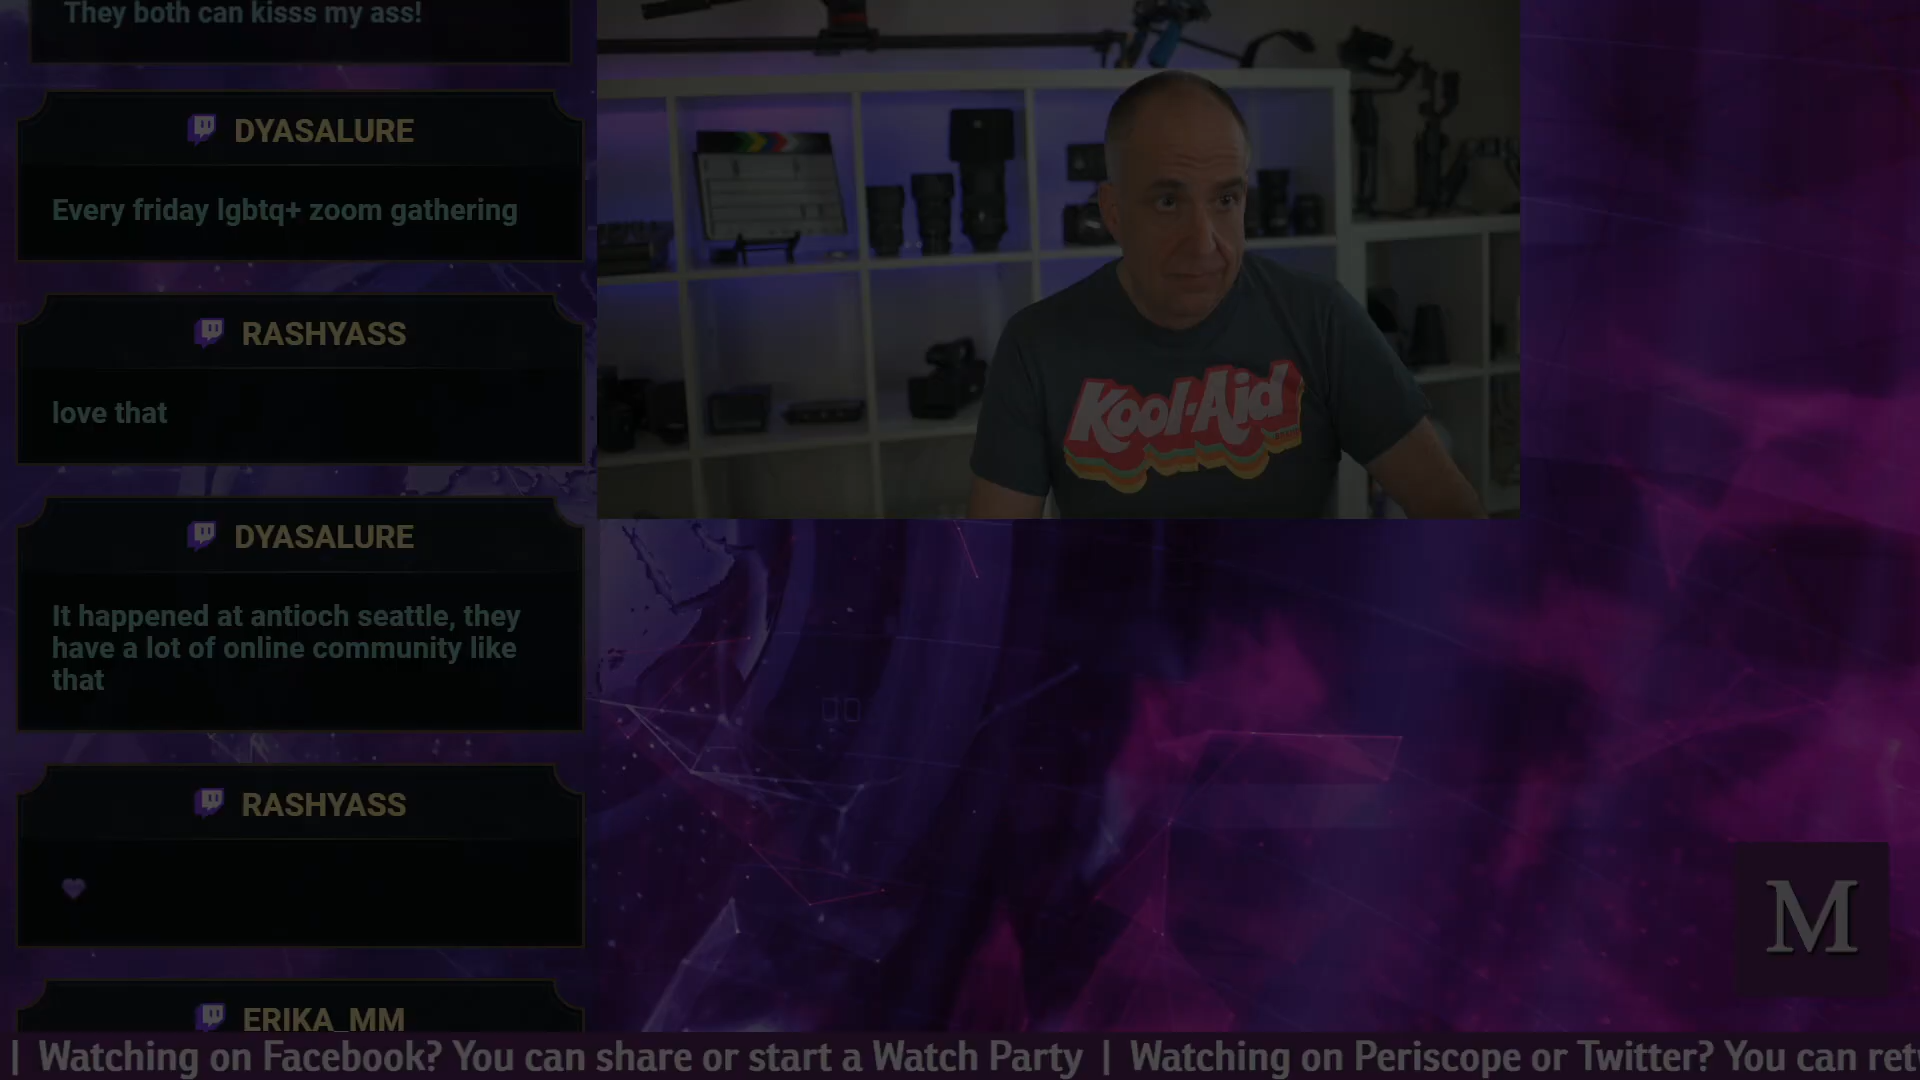 They both can kisss my ass!
DYASALURE
Every friday lgbtq+ zoom gathering
RASHYASS
love that
DYASALURE
It happened at antioch seattle, they
have a lot of online community like
that
RASHYASS
ERIKA_MM
Kool-Aid
M
| Watching on Facebook? You can share or start a Watch Party | Watching on Periscope or Twitter? You can retw